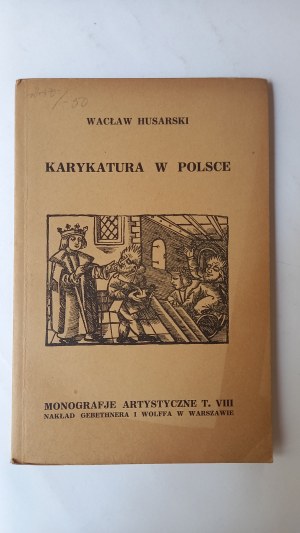 WACŁAW HUSARSKI
KARYKATURA W POLSCE
MONOGRAFJE ARTYSTYCZNE T. VIII
NAKŁAD GEBETHNERA I WOLFFA W WARSZAWIE